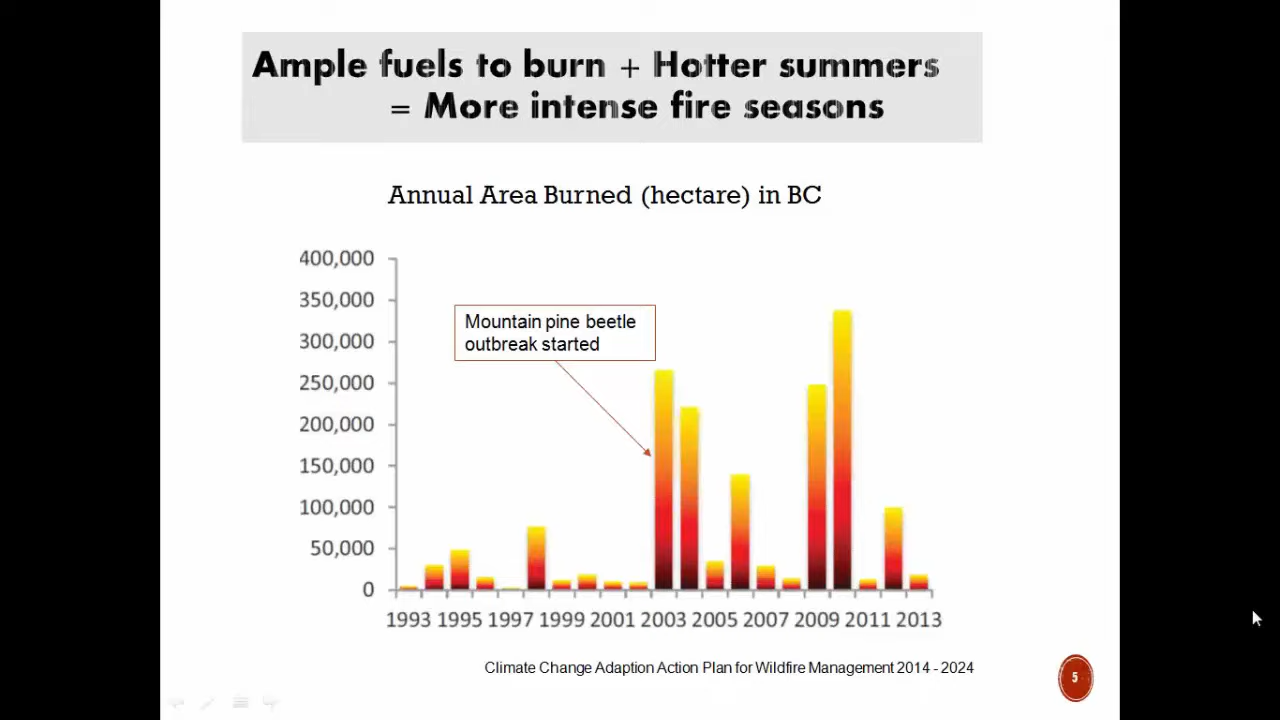 Ample fuels to burn + Hotter summers
= More intense fire seasons
Annual Area Burned (hectare) in BC
400,000
350,000
300,000
250,000
200,000
150,000
100,000
50,000
0
Mountain pine beetle
outbreak started
1993 1995 1997 1999 2001 2003 2005 2007 2009 2011 2013
Climate Change Adaption Action Plan for Wildfire Management 2014 - 2024
5